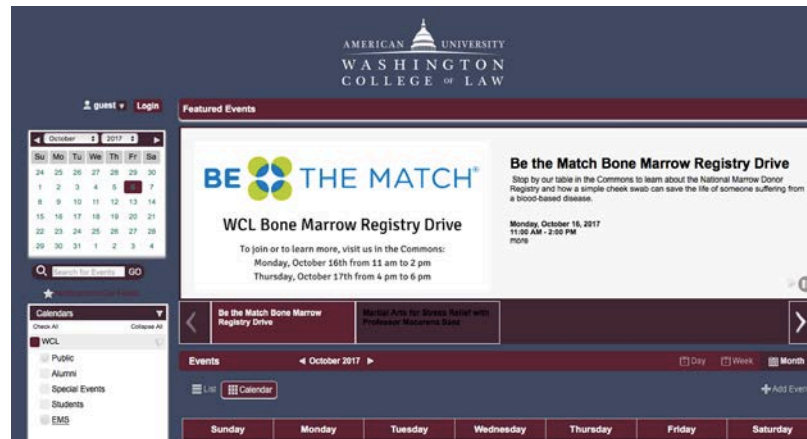 AMERICAN UNIVERSITY
WASHINGTON
COLLEGE OF LAW
guest Login
Featured Events
October 2017
Su Mo Tu We Th Fr Sa
24 25 26 27 28 29 30
1 2 3 4 5 6 7
8 9 10 11 12 13 14
15 16 17 18 19 20 21
22 23 24 25 26 27 28
29 30 31 1 2 3 4
Search for Events GO
Calendars
Check All Collapse All
WCL
Public
Alumni
Special Events
Students
EMS
BE THE MATCH®
WCL Bone Marrow Registry Drive
To join or to learn more, visit us in the Commons:
Monday, October 16th from 11 am to 2 pm
Thursday, October 17th from 4 pm to 6 pm
Be the Match Bone Marrow Registry Drive
Stop by our table in the Commons to learn about the National Marrow Donor
Registry and how a simple cheek swab can save the life of someone suffering from
a blood-based disease.
Monday, October 16, 2017
11:00 AM - 2:00 PM
more
Be the Match Bone Marrow
Registry Drive
Martial Arts for Stress Relief with
Professor Macarena Saez
Events October 2017 Day Week Month
List Calendar Add Even
Sunday Monday Tuesday Wednesday Thursday Friday Saturday